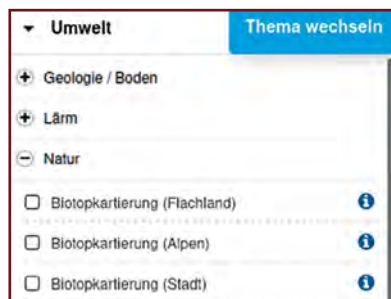 Umwelt Thema wechseln
Geologie / Boden
Lärm
Natur
Biotopkartierung (Flachland)
Biotopkartierung (Alpen)
Biotopkartierung (Stadt)